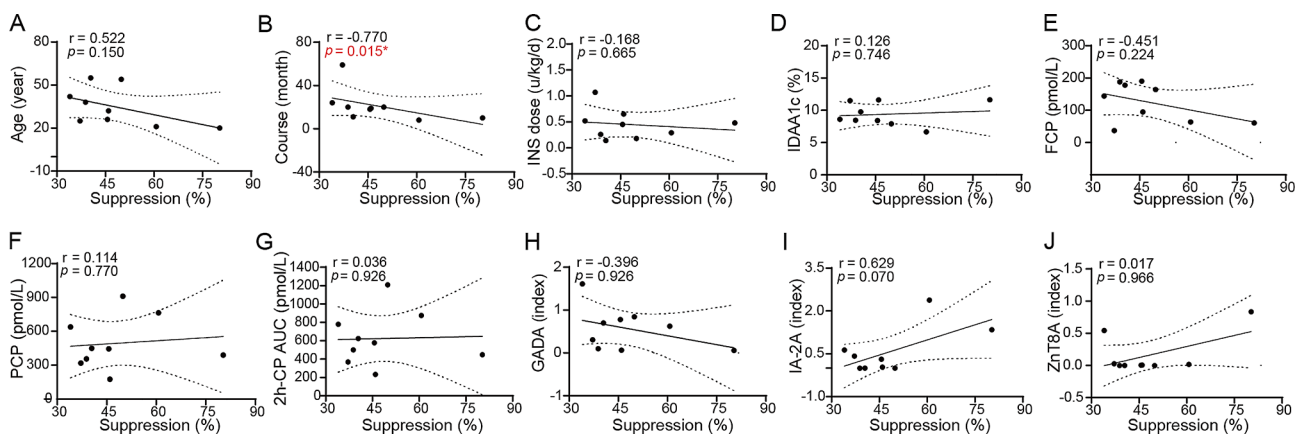 A
r = 0.522
p = 0.150
Age (year)
80
50
20
-10
30
45
60
75
90
Suppression (%)
B
r = -0.770
p = 0.015*
Course (month)
80
40
0
-40
30
45
60
75
90
Suppression (%)
C
r = -0.168
p = 0.665
INS dose (u/kg/d)
2.0
1.5
1.0
0.5
0.0
-0.5
30
45
60
75
90
Suppression (%)
D
r = 0.126
p = 0.746
IDAA1c (%)
20
15
10
5
0
30
45
60
75
90
Suppression (%)
E
r = -0.451
p = 0.224
FCP (pmol/L)
300
200
100
0
30
45
60
75
90
Suppression (%)
F
r = 0.114
p = 0.770
PCP (pmol/L)
1200
900
600
300
0
30
45
60
75
90
Suppression (%)
G
r = 0.036
p = 0.926
2h-CP AUC (pmol/L)
1400
1200
1000
800
600
400
200
0
30
45
60
75
90
Suppression (%)
H
r = -0.396
p = 0.926
GADA (index)
2
1
0
-1
30
45
60
75
90
Suppression (%)
I
r = 0.629
p = 0.070
IA-2A (index)
3.5
2.0
0.5
-1.0
30
45
60
75
90
Suppression (%)
J
r = 0.017
p = 0.966
ZnT8A (index)
1.5
1.0
0.5
0.0
-0.5
30
45
60
75
90
Suppression (%)